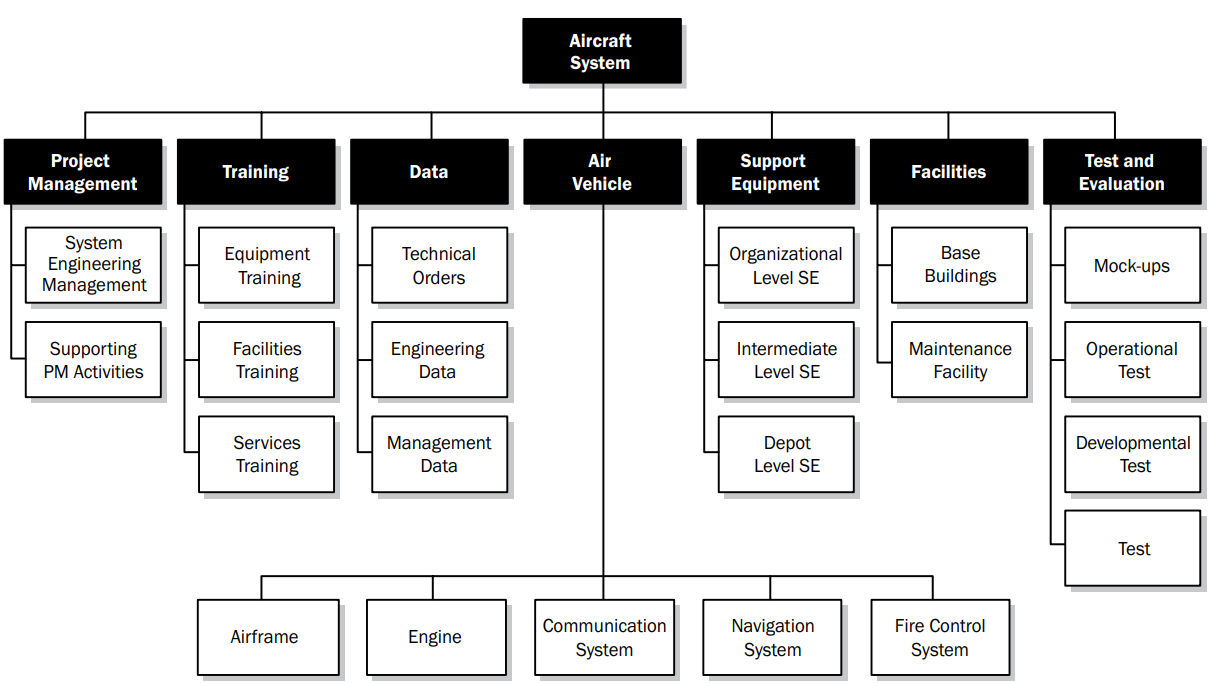 Aircraft
System
Project
Management
Training
Data
Air
Vehicle
Support
Equipment
Facilities
Test and
Evaluation
System
Engineering
Management
Supporting
PM Activities
Equipment
Training
Facilities
Training
Services
Training
Technical
Orders
Engineering
Data
Management
Data
Organizational
Level SE
Intermediate
Level SE
Depot
Level SE
Base
Buildings
Maintenance
Facility
Mock-ups
Operational
Test
Developmental
Test
Test
Airframe
Engine
Communication
System
Navigation
System
Fire Control
System